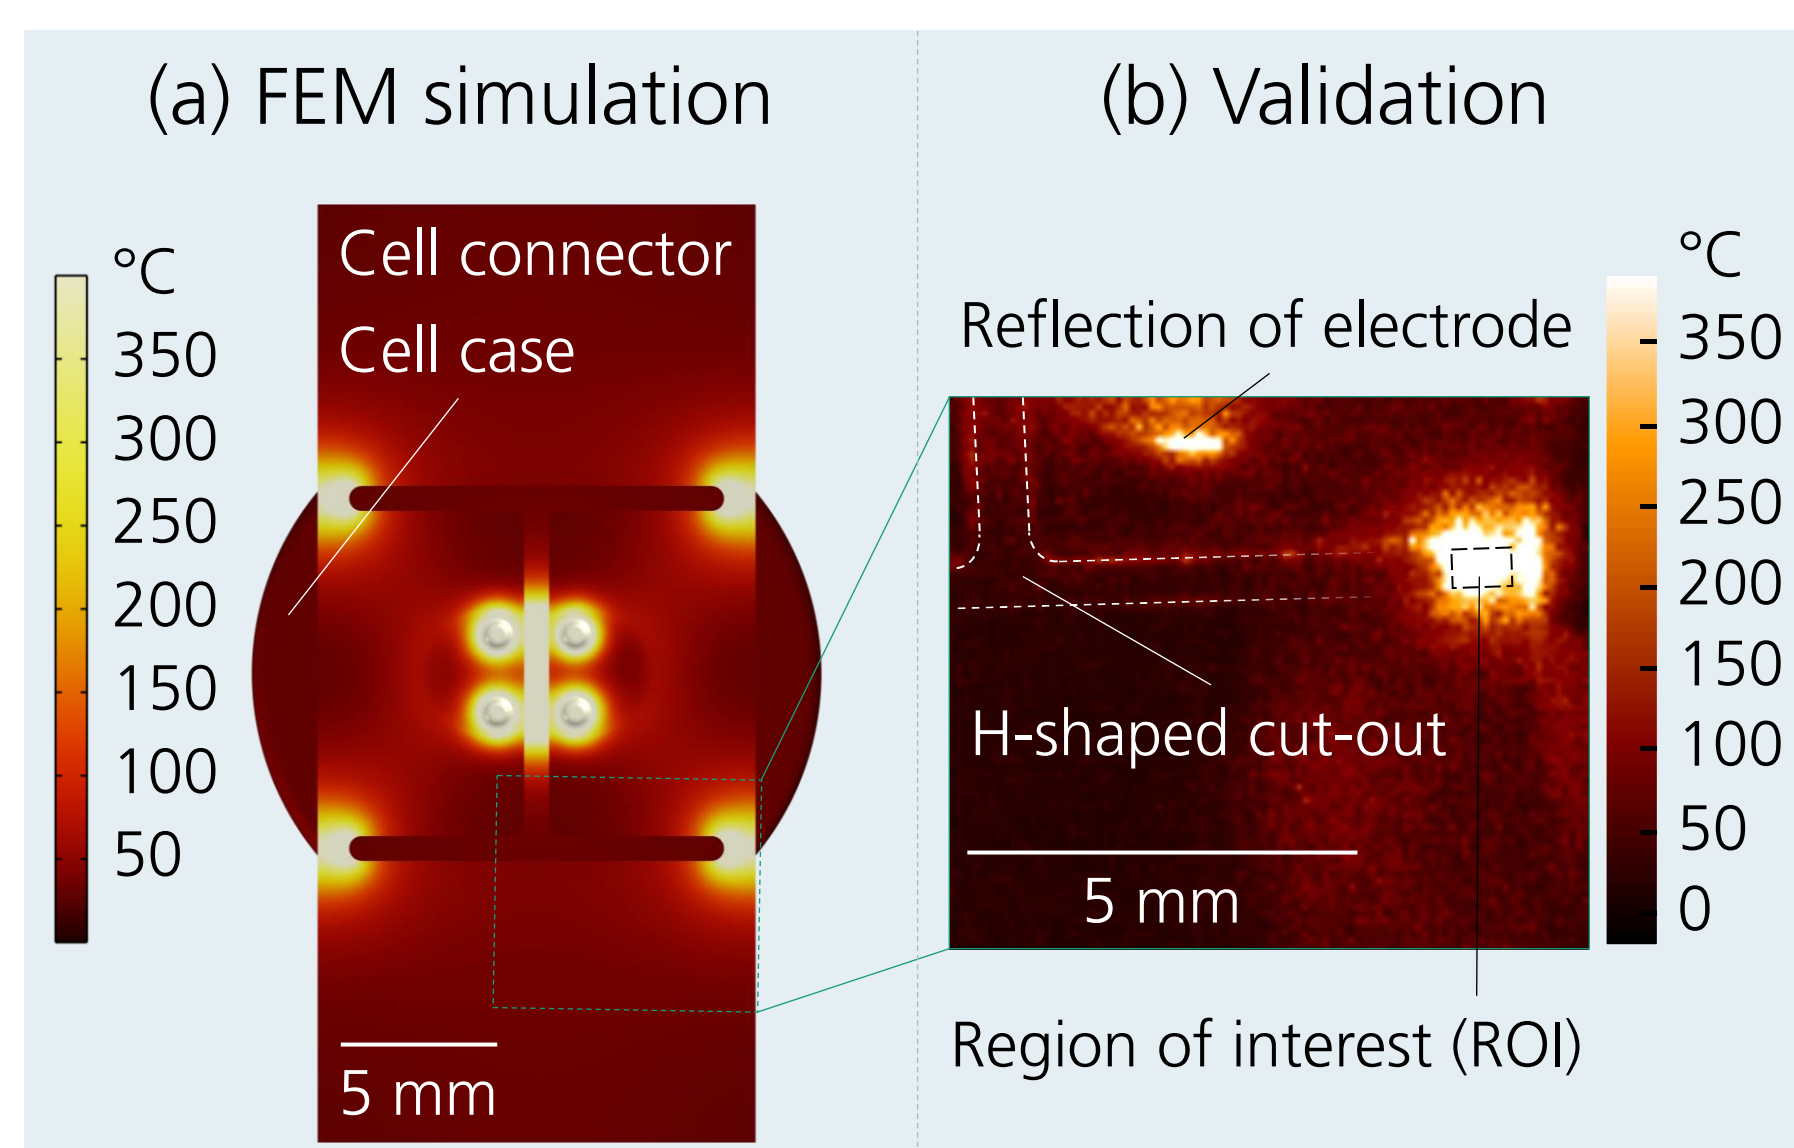 (a) FEM simulation
°C
350
300
250
200
150
100
50
Cell connector
Cell case
5 mm
(b) Validation
Reflection of electrode
H-shaped cut-out
5 mm
Region of interest (ROI)
°C
350
300
250
200
150
100
50
0